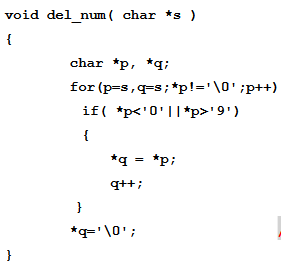 void del_num( char *s )
{
char *p, *q;
for(p=s,q=s;*p!='\0';p++)
if( *p<'0'||*p>'9')
{
*q = *p;
q++;
}
*q='\0';
}